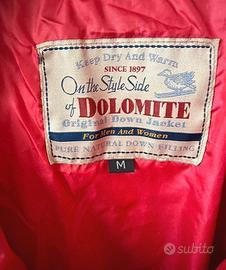 Keep Dry And Warm
SINCE 1897
On the Style Side
of DOLOMITE
Original Down Jacket
For Men And Women
PURE NATURAL DOWN FILLING
M
subito